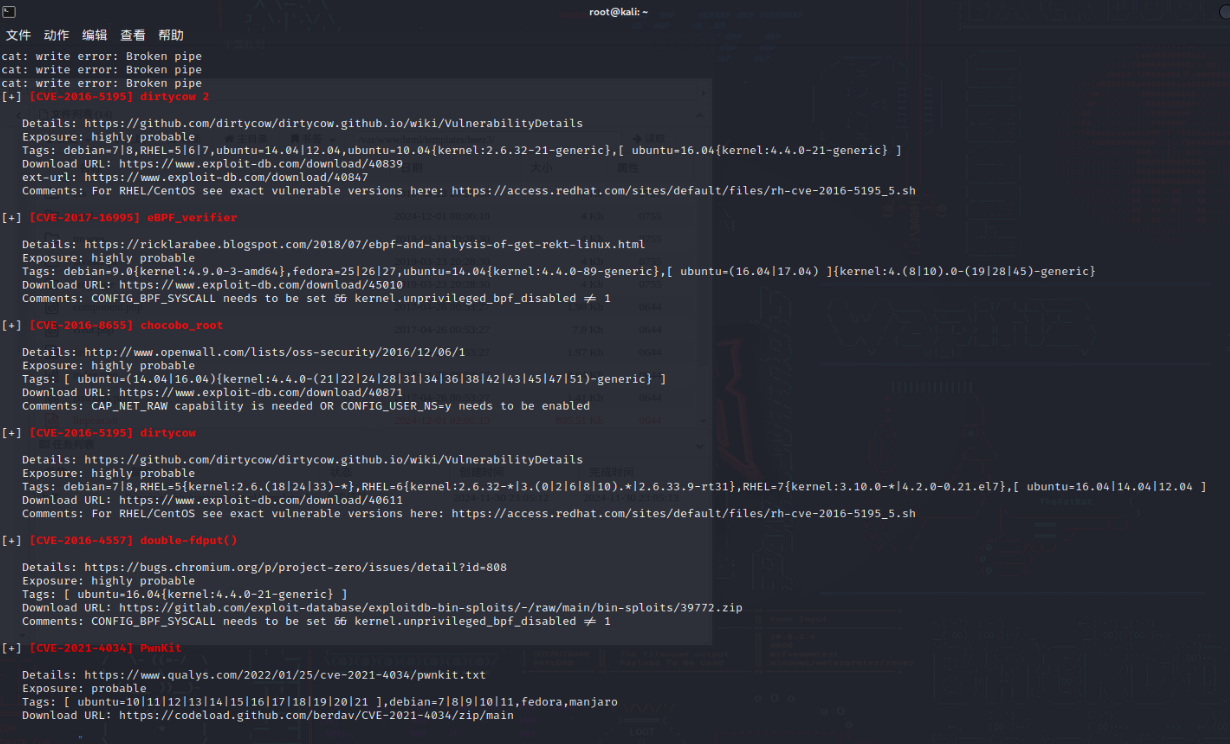 root@kali: ~
文件 动作 编辑 查看 帮助
cat: write error: Broken pipe
cat: write error: Broken pipe
cat: write error: Broken pipe
[+] [CVE-2016-5195] dirtycow 2
Details: https://github.com/dirtycow/dirtycow.github.io/wiki/VulnerabilityDetails
Exposure: highly probable
Tags: debian=7|8,RHEL=5|6|7,ubuntu=14.04|12.04,ubuntu=10.04{kernel:2.6.32-21-generic},[ ubuntu=16.04{kernel:4.4.0-21-generic} ]
Download URL: https://www.exploit-db.com/download/40839
ext-url: https://www.exploit-db.com/download/40847
Comments: For RHEL/CentOS see exact vulnerable versions here: https://access.redhat.com/sites/default/files/rh-cve-2016-5195_5.sh
[+] [CVE-2017-16995] eBPF_verifier
Details: https://ricklarabee.blogspot.com/2018/07/ebpf-and-analysis-of-get-rekt-linux.html
Exposure: highly probable
Tags: debian=9.0{kernel:4.9.0-3-amd64},fedora=25|26|27,ubuntu=14.04{kernel:4.4.0-89-generic},[ ubuntu=(16.04|17.04) ]{kernel:4.(8|10).0-(19|28|45)-generic}
Download URL: https://www.exploit-db.com/download/45010
Comments: CONFIG_BPF_SYSCALL needs to be set && kernel.unprivileged_bpf_disabled != 1
[+] [CVE-2016-8655] chocobo_root
Details: http://www.openwall.com/lists/oss-security/2016/12/06/1
Exposure: highly probable
Tags: [ ubuntu=(14.04|16.04){kernel:4.4.0-(21|22|24|28|31|34|36|38|42|43|45|47|51)-generic} ]
Download URL: https://www.exploit-db.com/download/40871
Comments: CAP_NET_RAW capability is needed OR CONFIG_USER_NS=y needs to be enabled
[+] [CVE-2016-5195] dirtycow
Details: https://github.com/dirtycow/dirtycow.github.io/wiki/VulnerabilityDetails
Exposure: highly probable
Tags: debian=7|8,RHEL=5{kernel:2.6.(18|24|33)-*},RHEL=6{kernel:2.6.32-*|3.(0|2|6|8|10).*|2.6.33.9-rt31},RHEL=7{kernel:3.10.0-*|4.2.0-0.21.el7},[ ubuntu=16.04|14.04|12.04 ]
Download URL: https://www.exploit-db.com/download/40611
Comments: For RHEL/CentOS see exact vulnerable versions here: https://access.redhat.com/sites/default/files/rh-cve-2016-5195_5.sh
[+] [CVE-2016-4557] double-fdput()
Details: https://bugs.chromium.org/p/project-zero/issues/detail?id=808
Exposure: highly probable
Tags: [ ubuntu=16.04{kernel:4.4.0-21-generic} ]
Download URL: https://gitlab.com/exploit-database/exploitdb-bin-sploits/-/raw/main/bin-sploits/39772.zip
Comments: CONFIG_BPF_SYSCALL needs to be set && kernel.unprivileged_bpf_disabled != 1
[+] [CVE-2021-4034] PwnKit
Details: https://www.qualys.com/2022/01/25/cve-2021-4034/pwnkit.txt
Exposure: probable
Tags: [ ubuntu=10|11|12|13|14|15|16|17|18|19|20|21 ],debian=7|8|9|10|11,fedora,manjaro
Download URL: https://codeload.github.com/berdav/CVE-2021-4034/zip/main